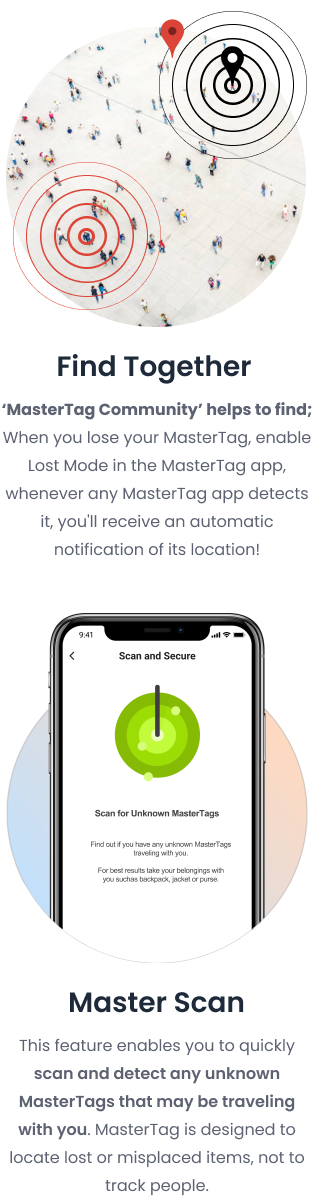 Find Together
‘MasterTag Community’ helps to find;
When you lose your MasterTag, enable
Lost Mode in the MasterTag app,
whenever any MasterTag app detects
it, you'll receive an automatic
notification of its location!
9:41
Scan and Secure
Scan for Unknown MasterTags
Find out if you have any unknown MasterTags
traveling with you.
For best results take your belongings with
you suchas backpack, jacket or purse.
Master Scan
This feature enables you to quickly
scan and detect any unknown
MasterTags that may be traveling
with you. MasterTag is designed to
locate lost or misplaced items, not to
track people.